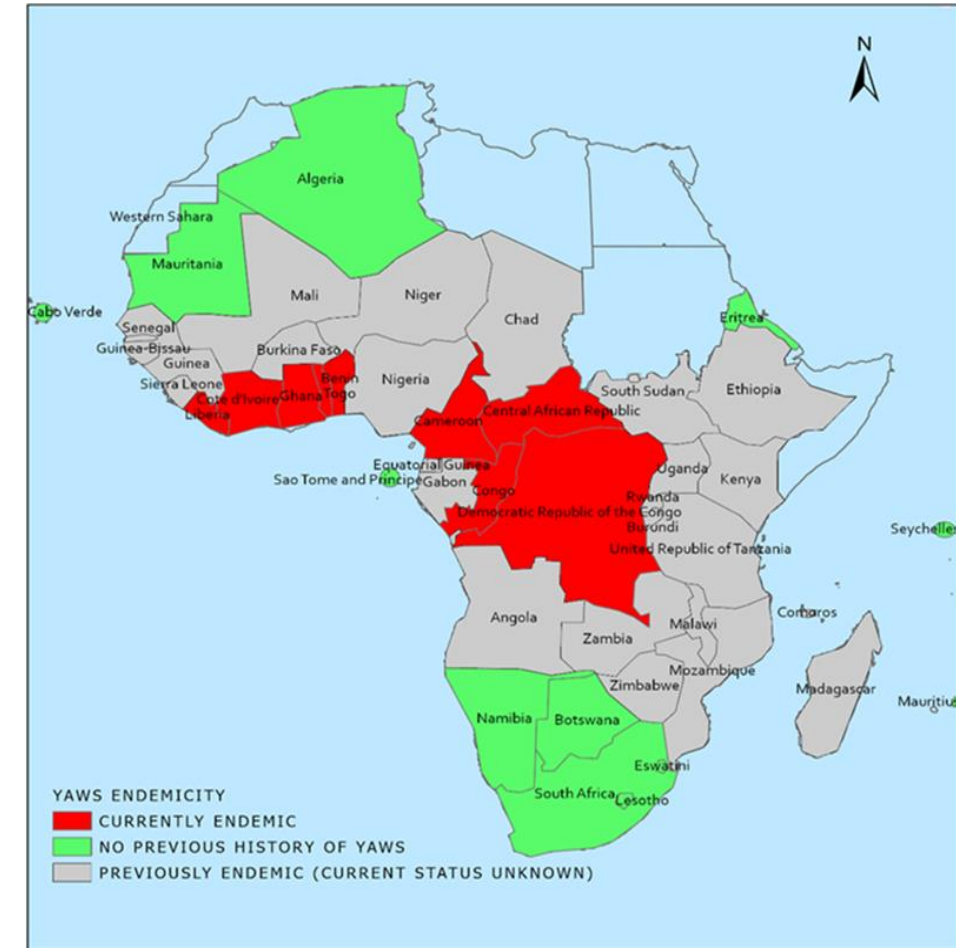 N
Algeria
Western Sahara
Mauritania
Cabo Verde
Mali
Niger
Chad
Eritrea
Senegal
Guinea-Bissau
Guinea
Burkina Faso
Sierra Leone
Nigeria
Benin
Togo
Cote d'Ivoire
Ghana
Liberia
South Sudan
Ethiopia
Cameroon
Central African Republic
Equatorial Guinea
Sao Tome and Principe
Gabon
Congo
Uganda
Kenya
Rwanda
Democratic Republic of the Congo
Burundi
Seychelles
United Republic of Tanzania
Angola
Comoros
Malawi
Zambia
Mozambique
Zimbabwe
Madagascar
Mauritius
Namibia
Botswana
Eswatini
South Africa
Lesotho
YAWS ENDEMICITY
CURRENTLY ENDEMIC
NO PREVIOUS HISTORY OF YAWS
PREVIOUSLY ENDEMIC (CURRENT STATUS UNKNOWN)